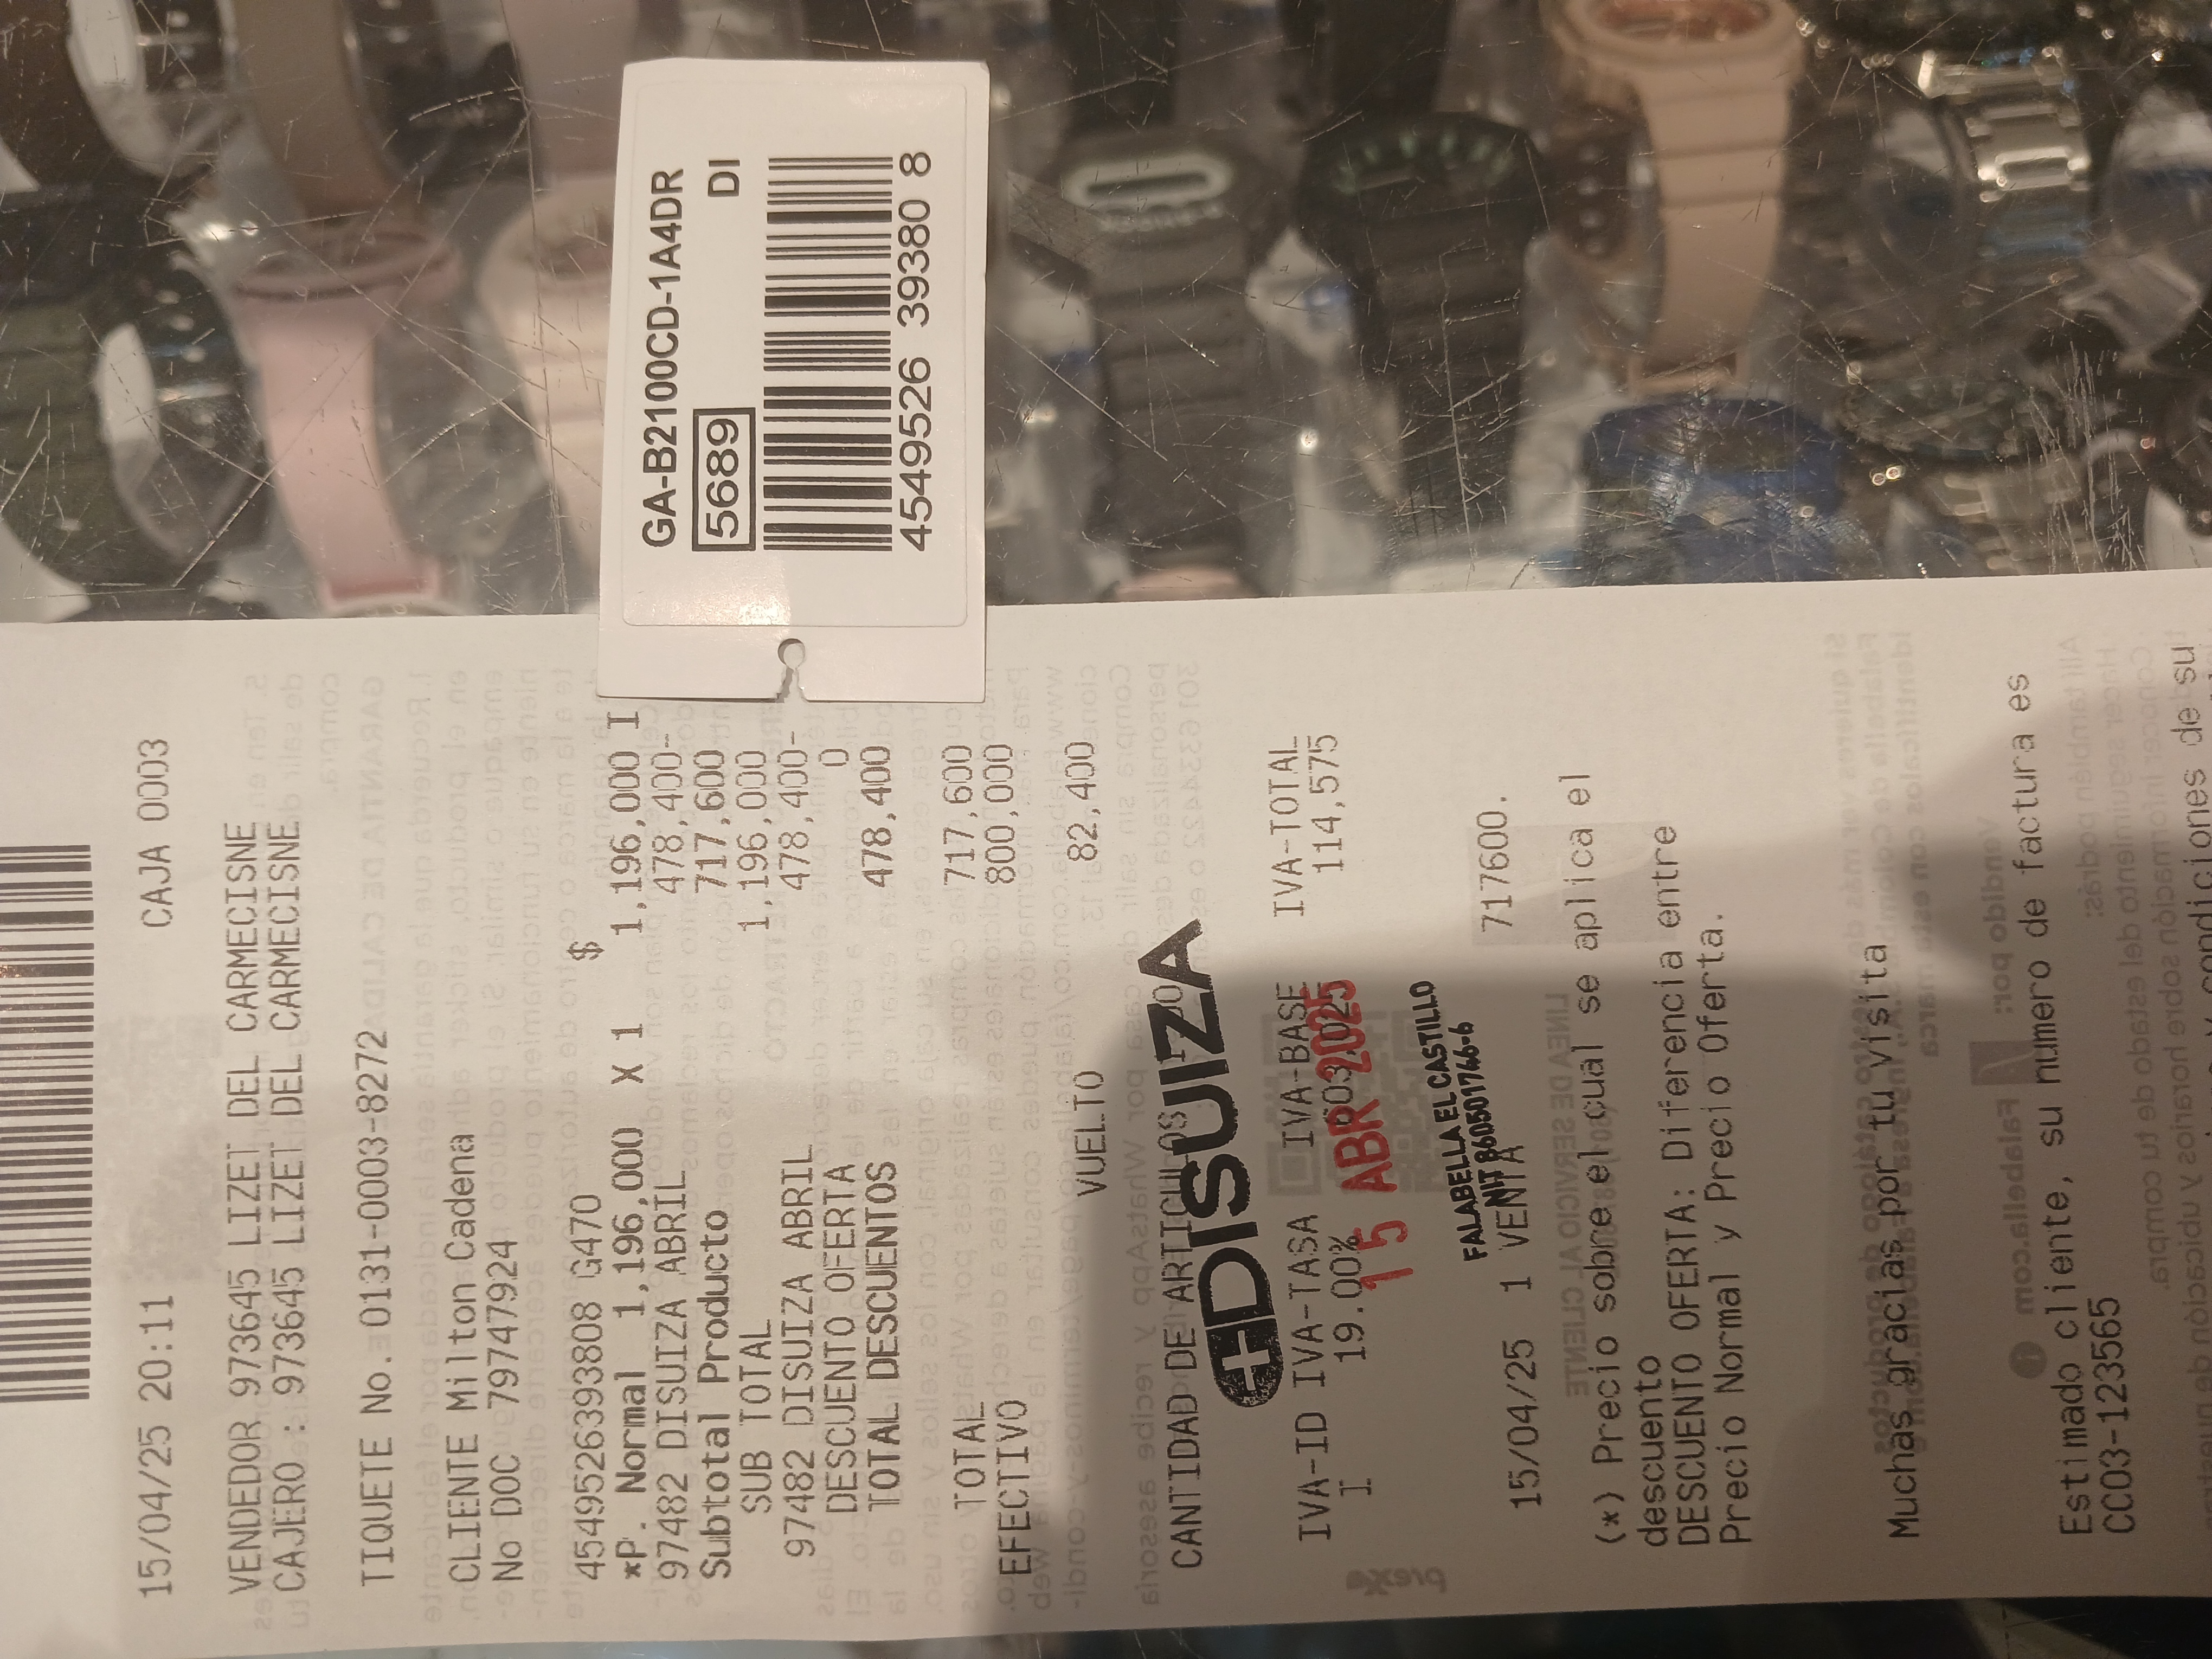 GA-B2100CD-1A4DR
5689 DI
4549526 39380 8
15/04/25 20:11 CAJA 0003
VENDEDOR 973645 LIZET DEL CARMECISNE
CAJERO : 973645 LIZET DEL CARMECISNE
TIQUETE No. 0131-0003-8272
CLIENTE Milton Cadena
No DOC 79747924
$
4549526393808 G470
*P. Normal 1,196,000 X 1 1,196,000 I
97482 DISUIZA ABRIL 478,400-
Subtotal Producto 717,600
SUB TOTAL 1,196,000
97482 DISUIZA ABRIL 478,400-
DESCUENTO OFERTA 0
TOTAL DESCUENTOS 478,400
TOTAL 717,600
EFECTIVO 800,000
VUELTO 82,400
CANTIDAD DE ARTICULOS
DISUIZA
IVA-ID IVA-TASA IVA-BASE IVA-TOTAL
I 19.00% 603,025 114,575
15 ABR 2025
FALABELLA EL CASTILLO
NIT 860501746-6
15/04/25 1 VENTA 717600.
(*) Precio sobre el cual se aplica el
descuento
DESCUENTO OFERTA: Diferencia entre
Precio Normal y Precio Oferta.
Muchas gracias por tu visita
Estimado cliente, su numero de factura es
CC03-123565
condiciones de su